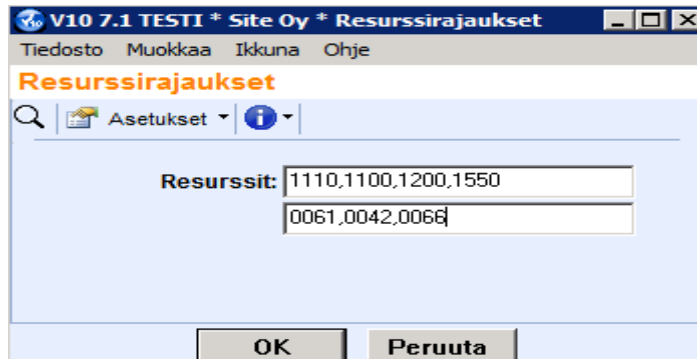 V10 7.1 TESTI * Site Oy * Resurssirajaukset
Tiedosto Muokkaa Ikkuna Ohje
Resurssirajaukset
Asetukset
Resurssit: 1110,1100,1200,1550
0061,0042,0066
OK Peruuta